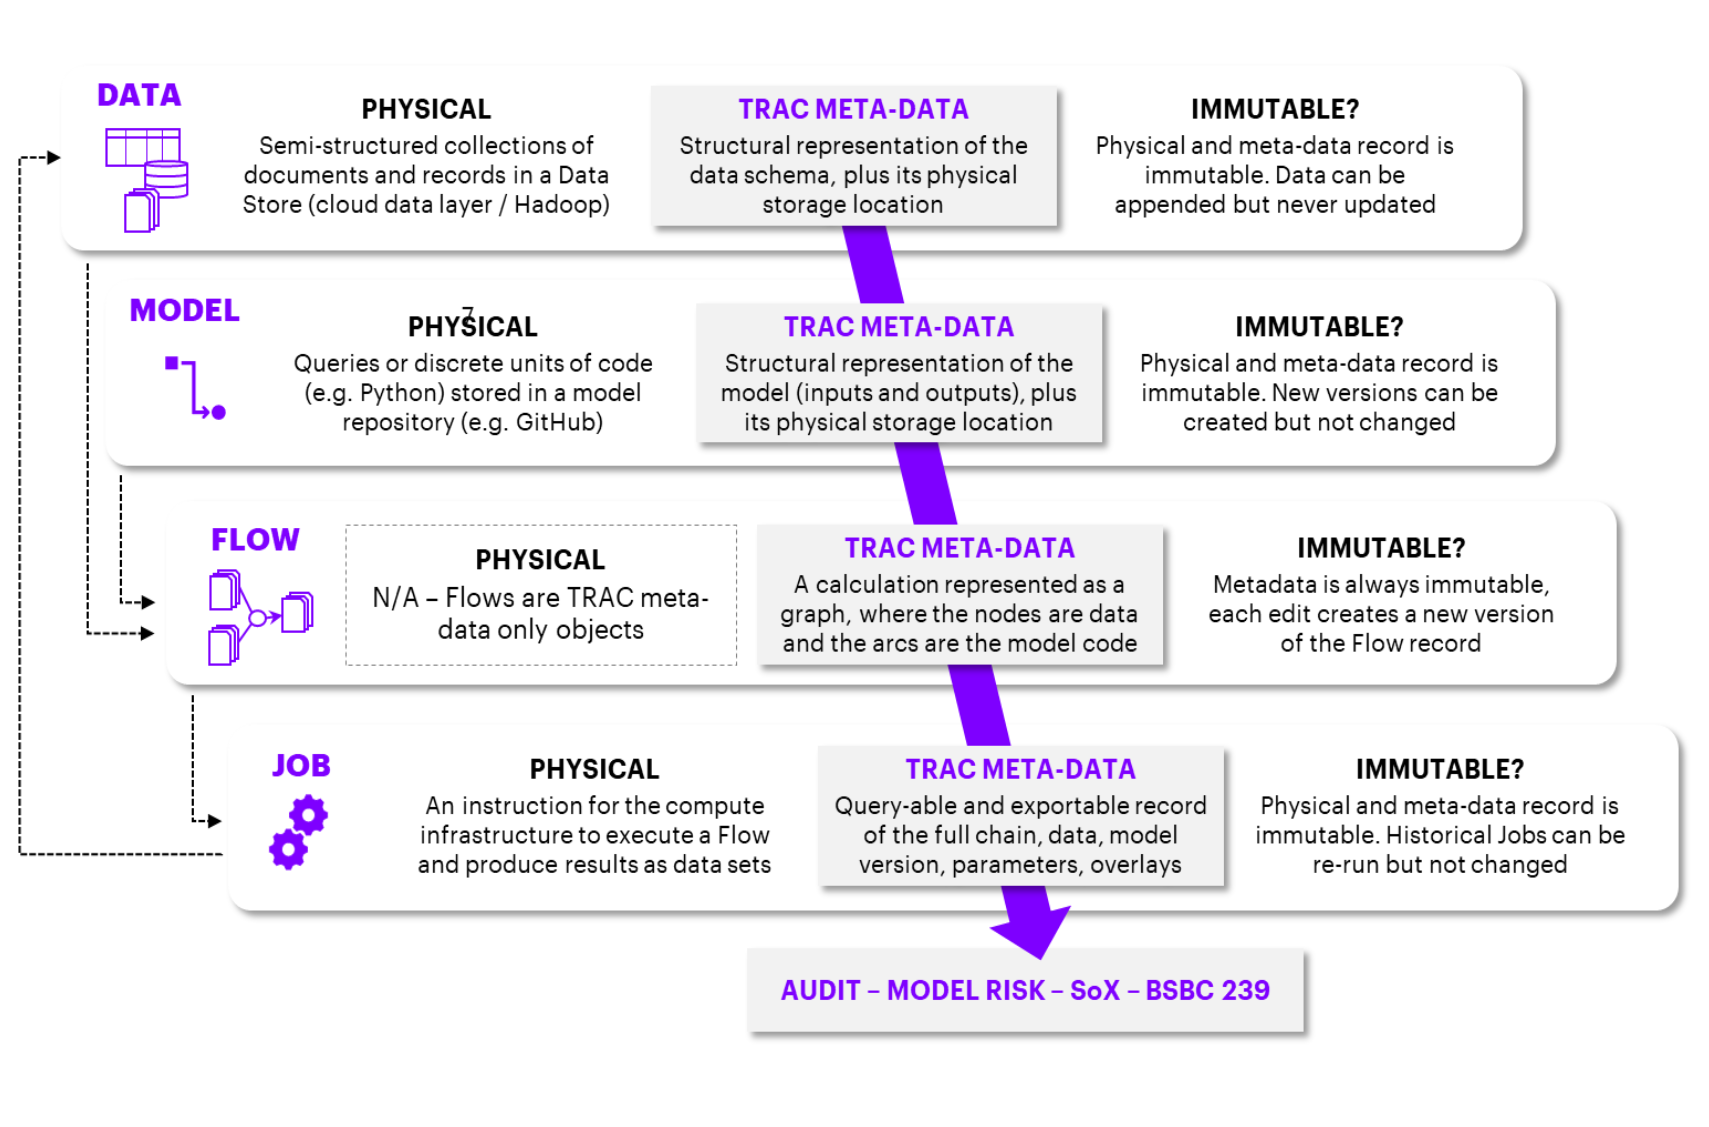 DATA
PHYSICAL
Semi-structured collections of
documents and records in a Data
Store (cloud data layer / Hadoop)
TRAC META-DATA
Structural representation of the
data schema, plus its physical
storage location
IMMUTABLE?
Physical and meta-data record is
immutable. Data can be
appended but never updated
MODEL
7
PHYSICAL
Queries or discrete units of code
(e.g. Python) stored in a model
repository (e.g. GitHub)
TRAC META-DATA
Structural representation of the
model (inputs and outputs), plus
its physical storage location
IMMUTABLE?
Physical and meta-data record is
immutable. New versions can be
created but not changed
FLOW
PHYSICAL
N/A – Flows are TRAC meta-
data only objects
TRAC META-DATA
A calculation represented as a
graph, where the nodes are data
and the arcs are the model code
IMMUTABLE?
Metadata is always immutable,
each edit creates a new version
of the Flow record
JOB
PHYSICAL
An instruction for the compute
infrastructure to execute a Flow
and produce results as data sets
TRAC META-DATA
Query-able and exportable record
of the full chain, data, model
version, parameters, overlays
IMMUTABLE?
Physical and meta-data record is
immutable. Historical Jobs can be
re-run but not changed
AUDIT – MODEL RISK – SoX – BSBC 239